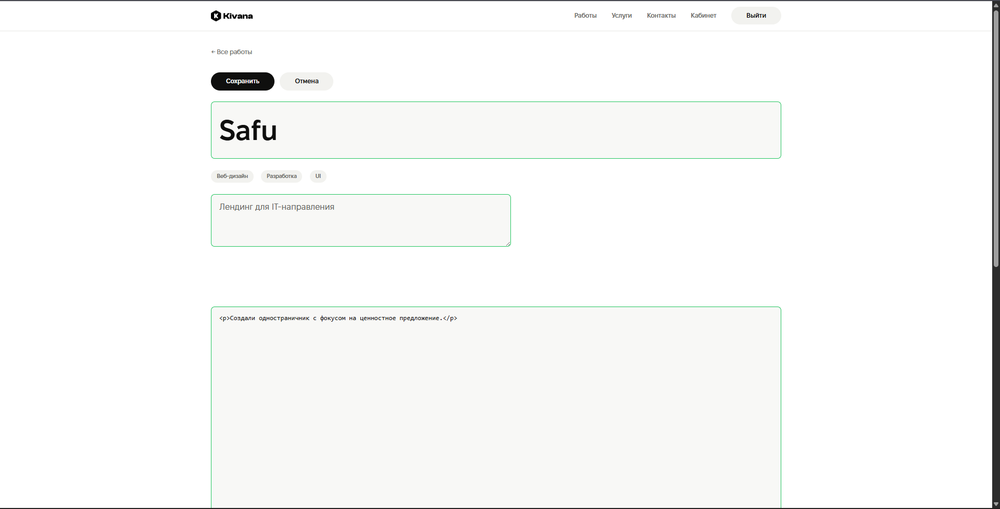 Kivana
Работы Услуги Контакты Кабинет Выйти
← Все работы
Сохранить Отмена
Safu
Веб-дизайн Разработка UI
Лендинг для IT-направления
<p>Создали одностраничник с фокусом на ценностное предложение.</p>